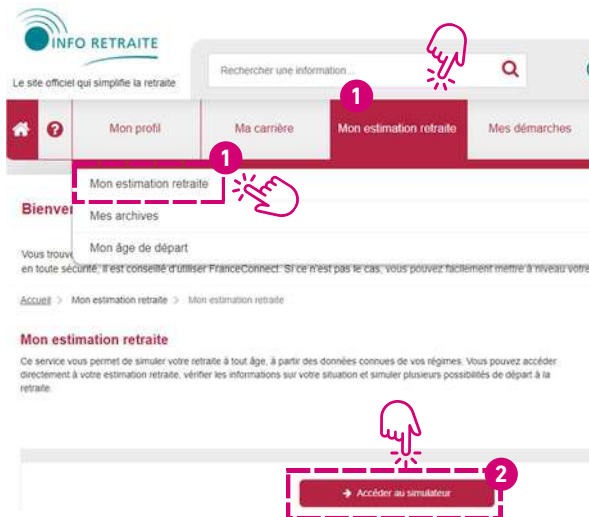 INFO RETRAITE
Le site officiel qui simplifie la retraite
Rechercher une information...
1
?
Mon profil
Ma carrière
Mon estimation retraite
Mes démarches
1
Mon estimation retraite
Mes archives
Mon âge de départ
Bienve
Vous trouve
en toute sécurité, il est conseillé d'utiliser FranceConnect. Si ce n'est pas le cas, vous pouvez facilement mettre à niveau votre
Accueil > Mon estimation retraite > Mon estimation retraite
Mon estimation retraite
Ce service vous permet de simuler votre retraite à tout âge, à partir des données connues de vos régimes. Vous pouvez accéder
directement à votre estimation retraite, vérifier les informations sur votre situation et simuler plusieurs possibilités de départ à la
retraite.
2
→ Accéder au simulateur